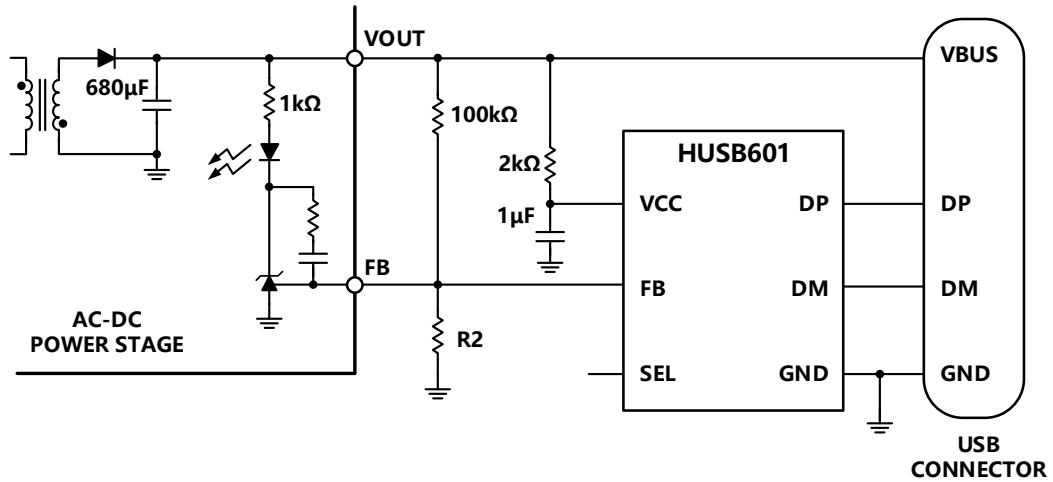 VOUT
VBUS
680µF
1kΩ
100kΩ
HUSB601
2kΩ
VCC
DP
DP
1µF
FB
FB
DM
DM
AC-DC
POWER STAGE
R2
SEL
GND
GND
USB
CONNECTOR